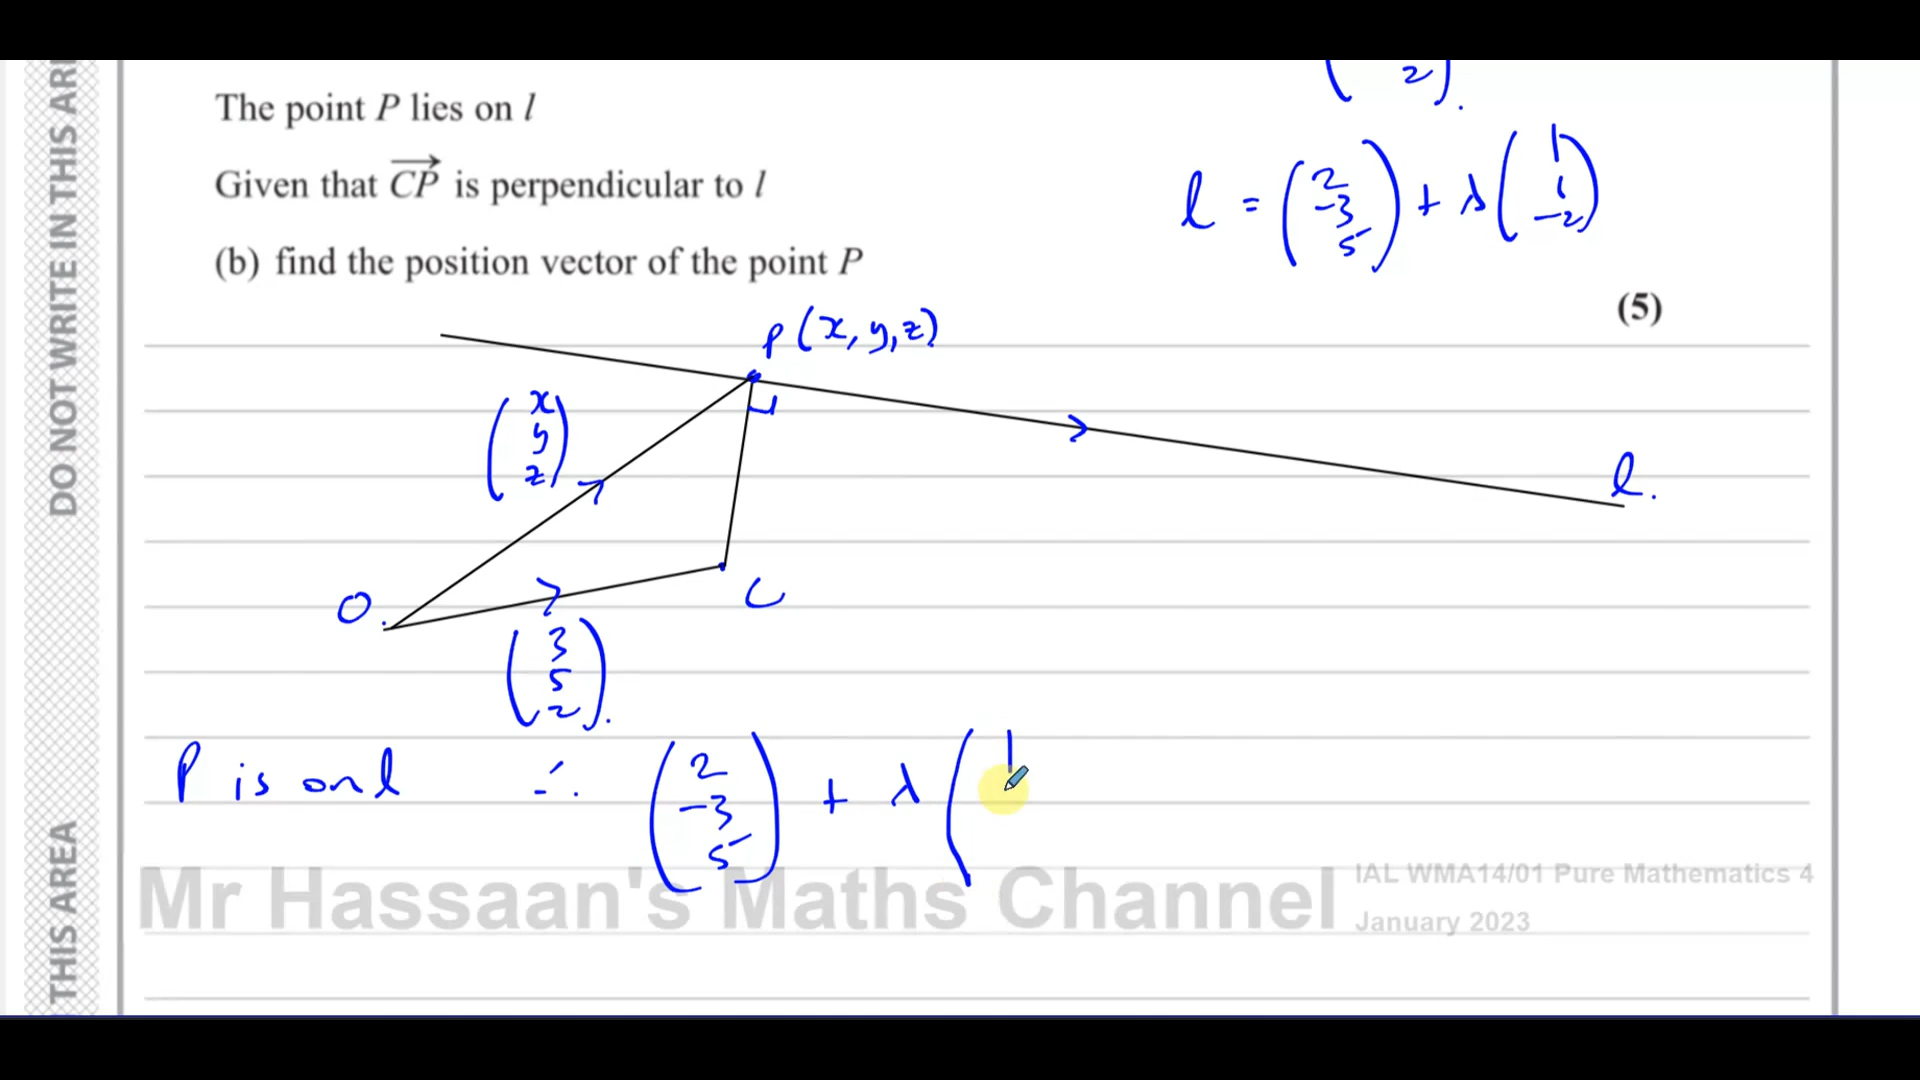 DO NOT WRITE IN THIS AR
THIS AREA
The point P lies on l
Given that CP is perpendicular to l
(b) find the position vector of the point P
(5)
2
l = (2 -3 5) + λ(1 1 -2)
P(x, y, z)
(x y z)
l.
O.
C
(3 5 2).
P is on l ∴ (2 -3 5) + λ(1
Mr Hassaan's Maths Channel
IAL WMA14/01 Pure Mathematics 4
January 2023